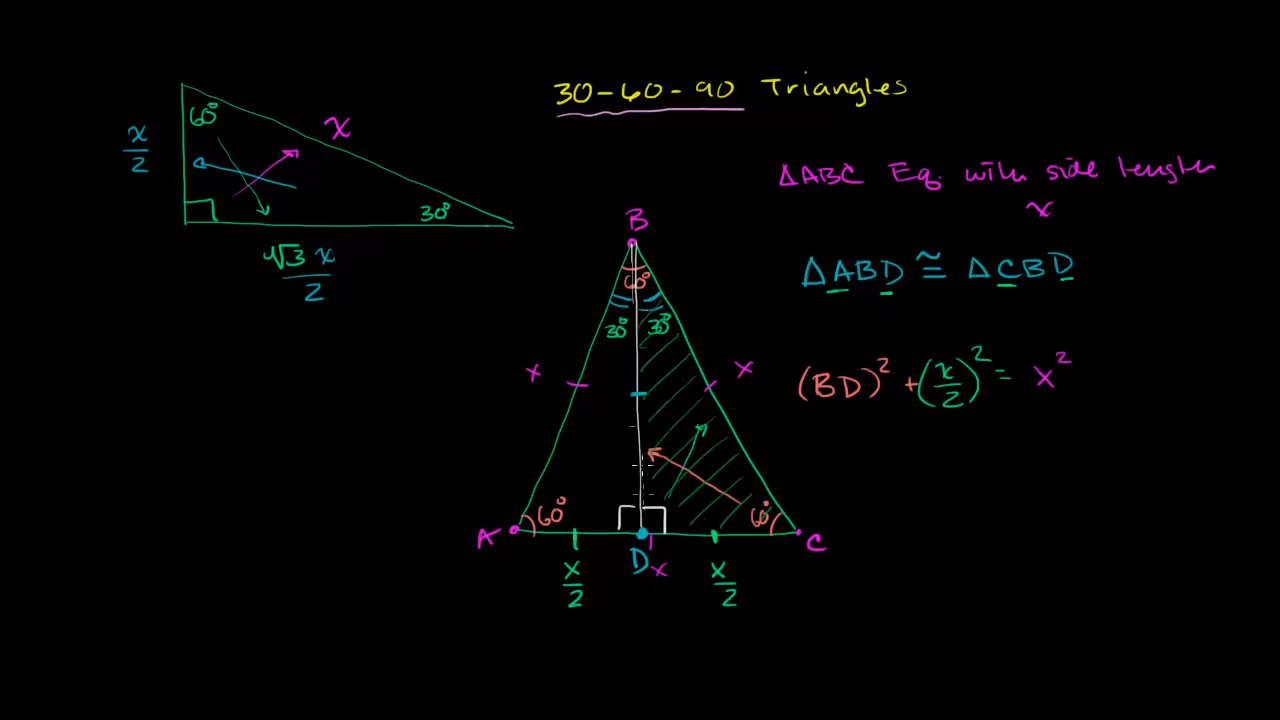 30-60-90 Triangles
60°
x
x/2
30°
√3 x/2
ΔABC Eq. with side length
x
B
ΔABD ≅ ΔCBD
60°
30° 30°
x x
(BD)² + (x/2)² = x²
60° 60°
A D C
x
x/2 x/2